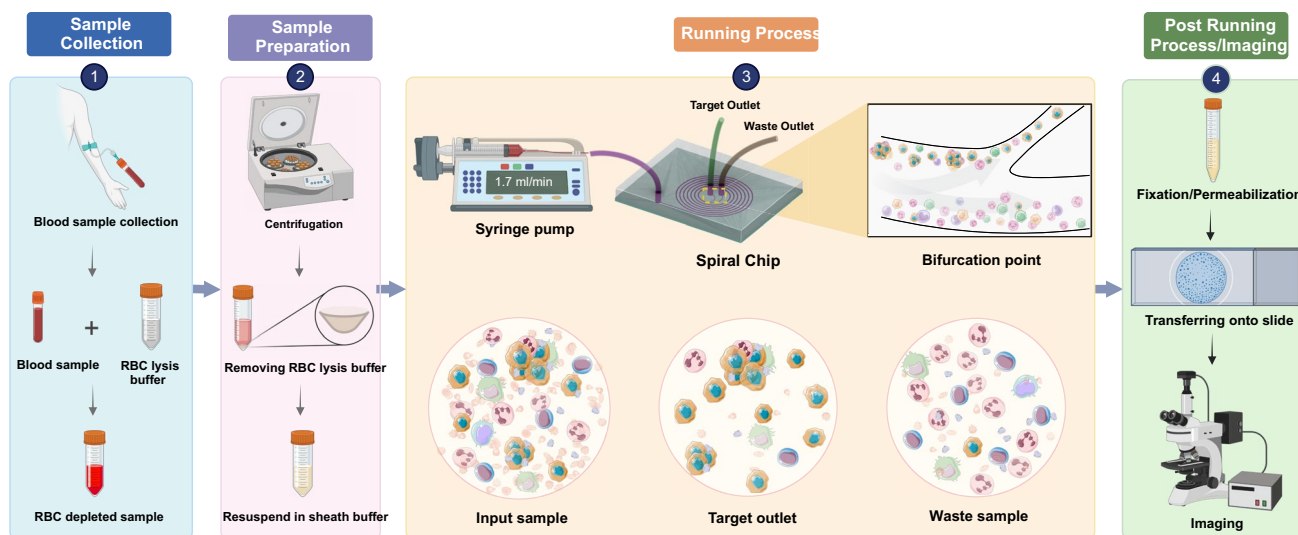 Sample
Collection
1
Blood sample collection
+
Blood sample
RBC lysis
buffer
RBC depleted sample
Sample
Preparation
2
Centrifugation
Removing RBC lysis buffer
Resuspend in sheath buffer
Running Process
3
Target Outlet
Waste Outlet
1.7 ml/min
Syringe pump
Spiral Chip
Bifurcation point
Input sample
Target outlet
Waste sample
Post Running
Process/Imaging
4
Fixation/Permeabilization
Transferring onto slide
Imaging